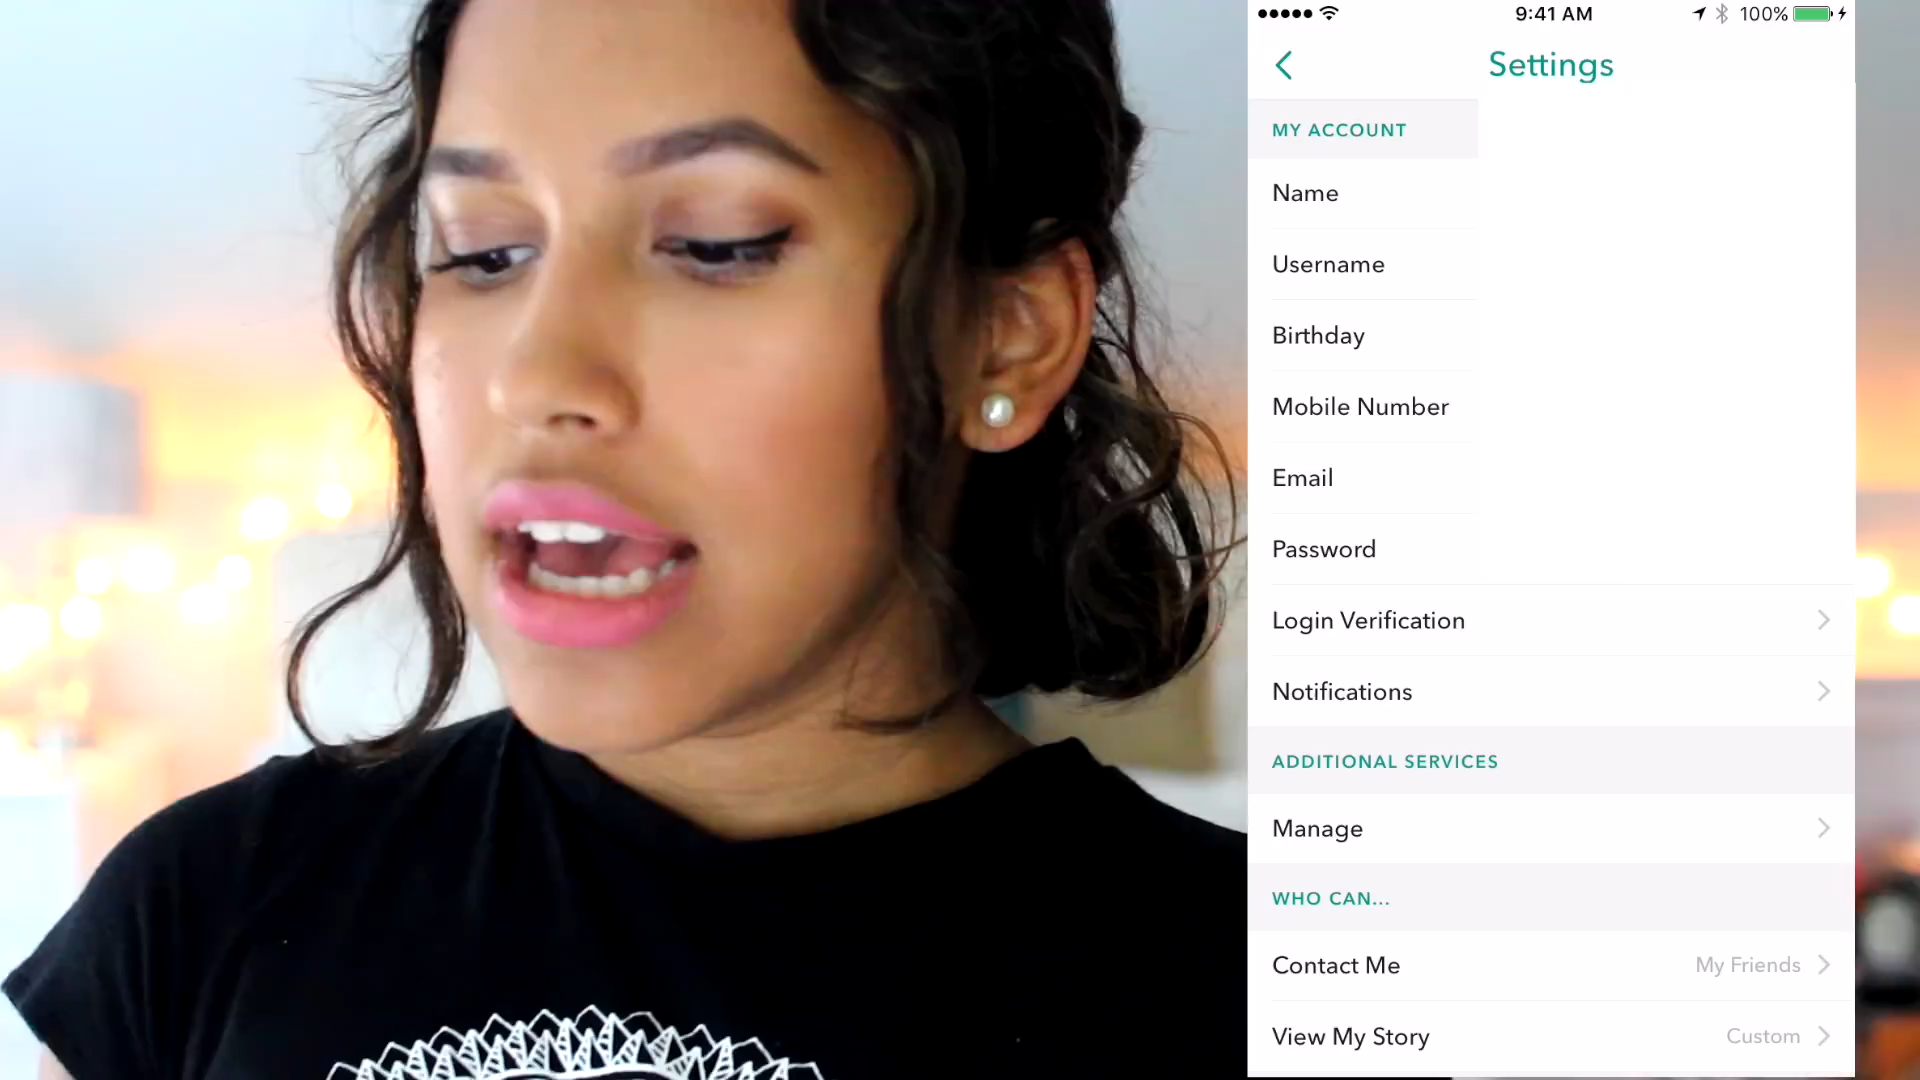 9:41 AM
100%
Settings
MY ACCOUNT
Name
Username
Birthday
Mobile Number
Email
Password
Login Verification
Notifications
ADDITIONAL SERVICES
Manage
WHO CAN...
Contact Me
My Friends
View My Story
Custom